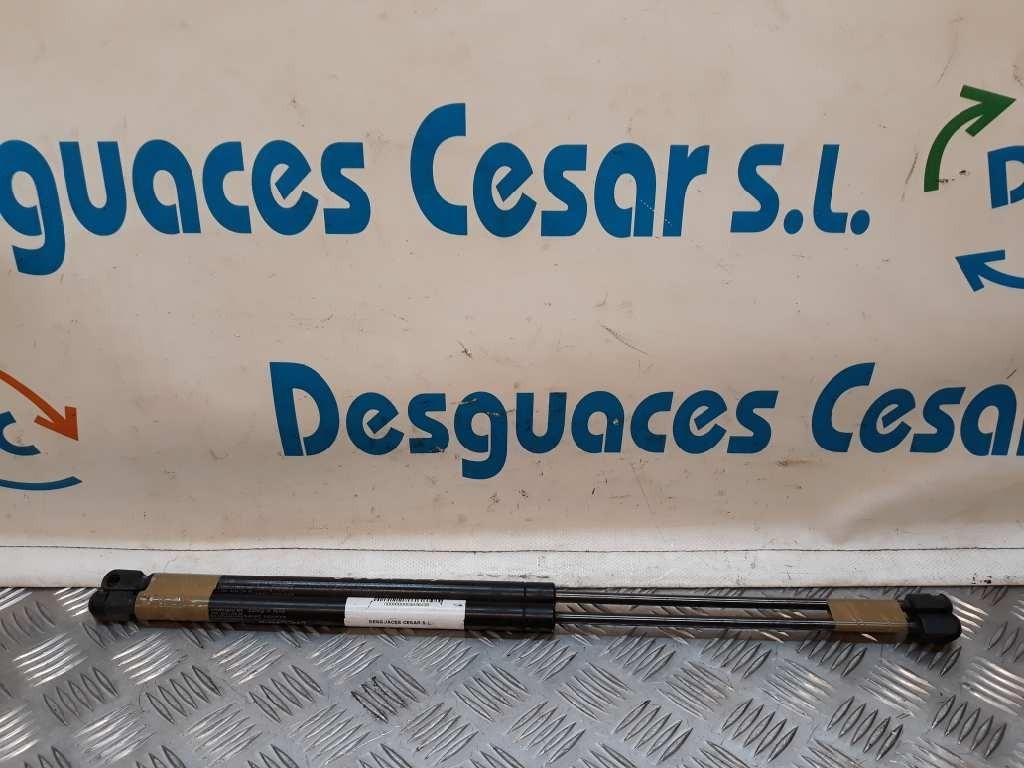 guaces Cesar s.L.
D
c
Desguaces Cesar
DESGUACES CESAR S.L.